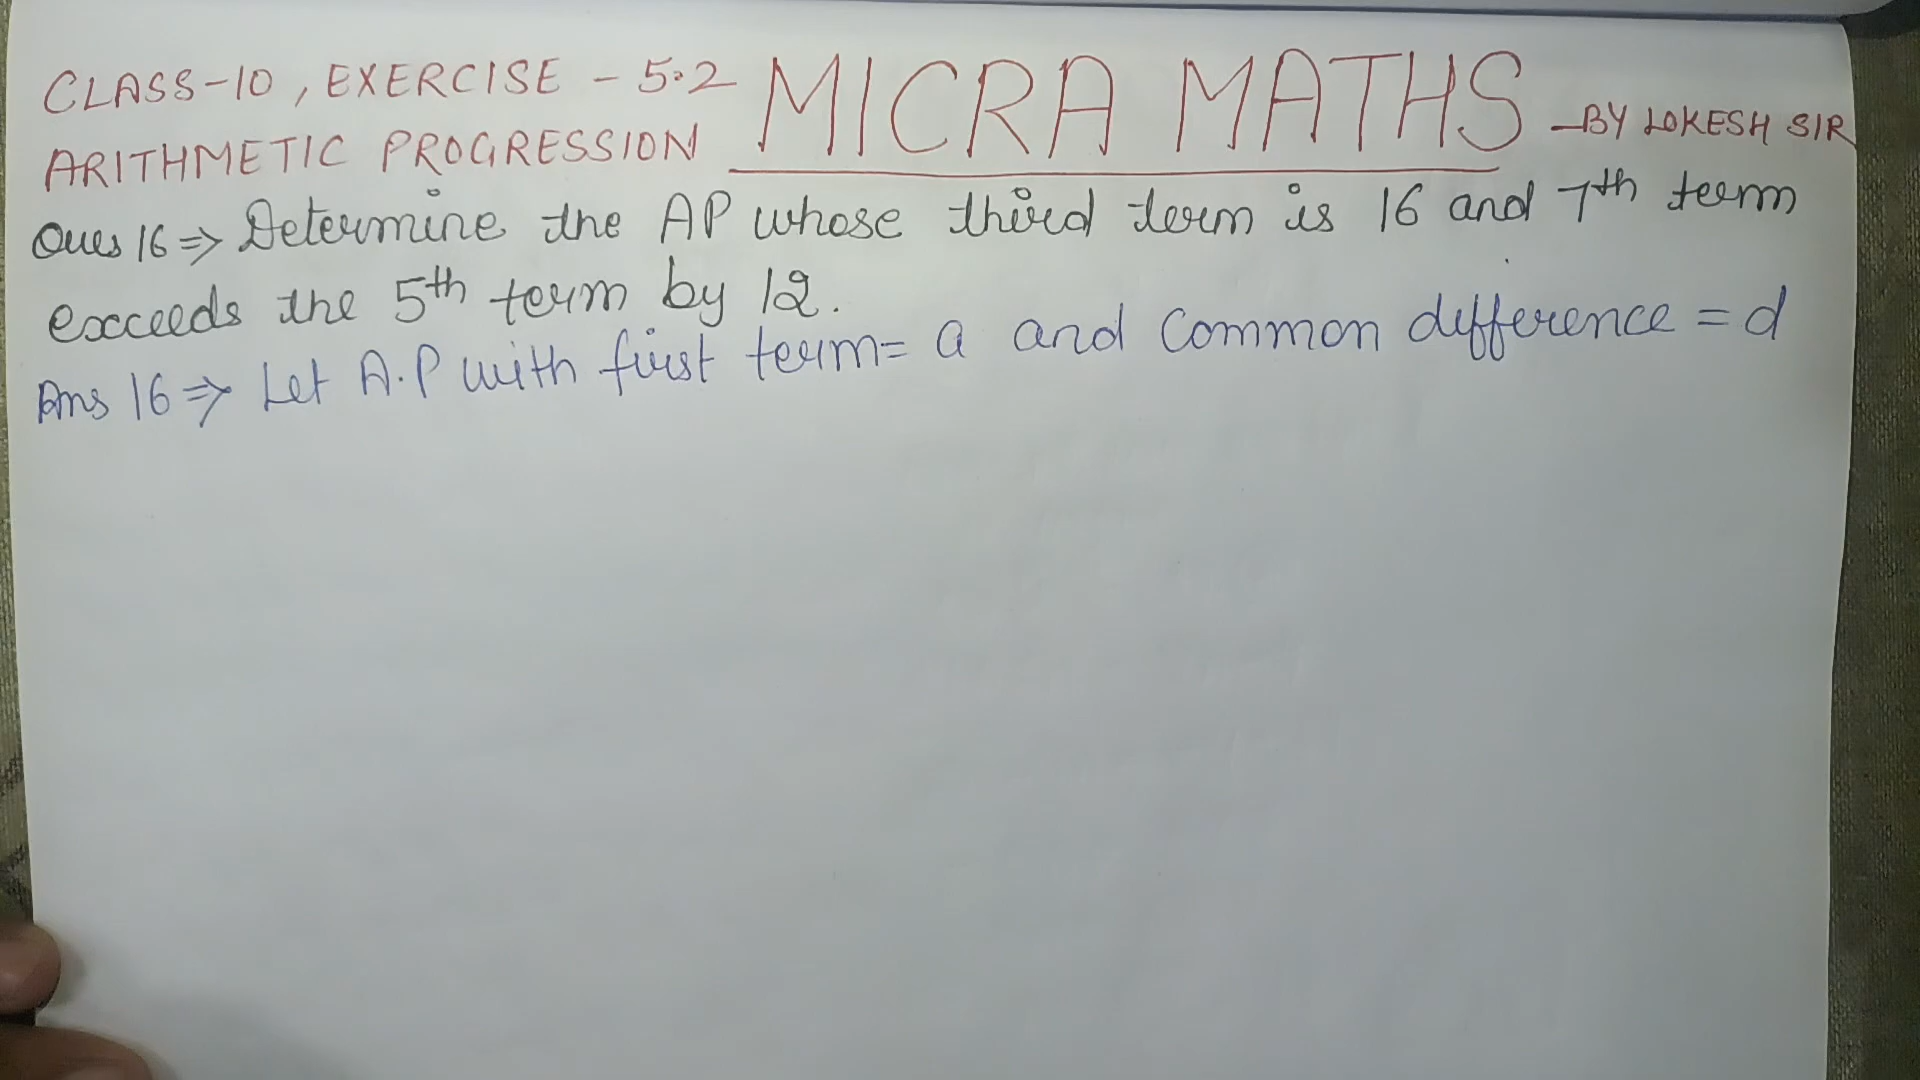 CLASS-10, EXERCISE - 5.2 MICRA MATHS - BY LOKESH SIR
ARITHMETIC PROGRESSION
Ques 16 ⇒ Determine the AP whose third term is 16 and 7th term
exceeds the 5th term by 12.
Ans 16 ⇒ Let A.P with first term = a and common difference = d